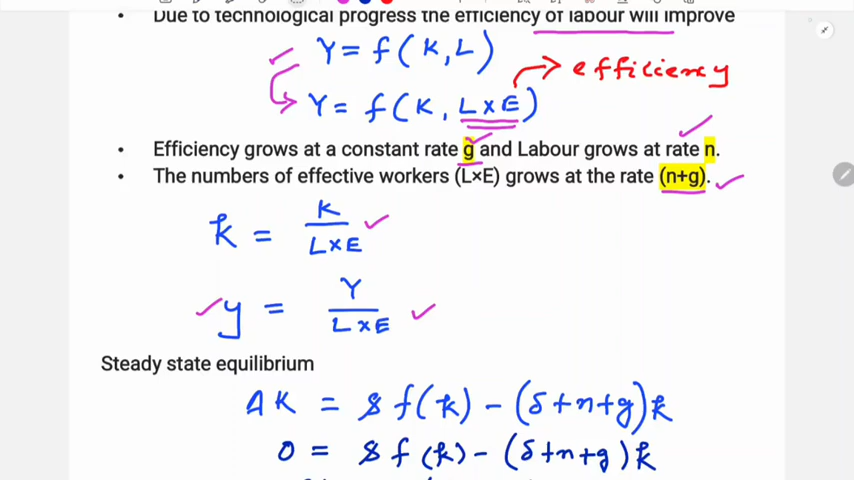 • Due to technological progress the efficiency of labour will improve
Y = f(K,L)
→ efficiency
Y = f(K, L×E)
• Efficiency grows at a constant rate g and Labour grows at rate n.
• The numbers of effective workers (L×E) grows at the rate (n+g).
k = K / L×E
y = Y / L×E
Steady state equilibrium
ΔK = s f(k) - (δ+n+g)k
0 = s f(k) - (δ+n+g)k